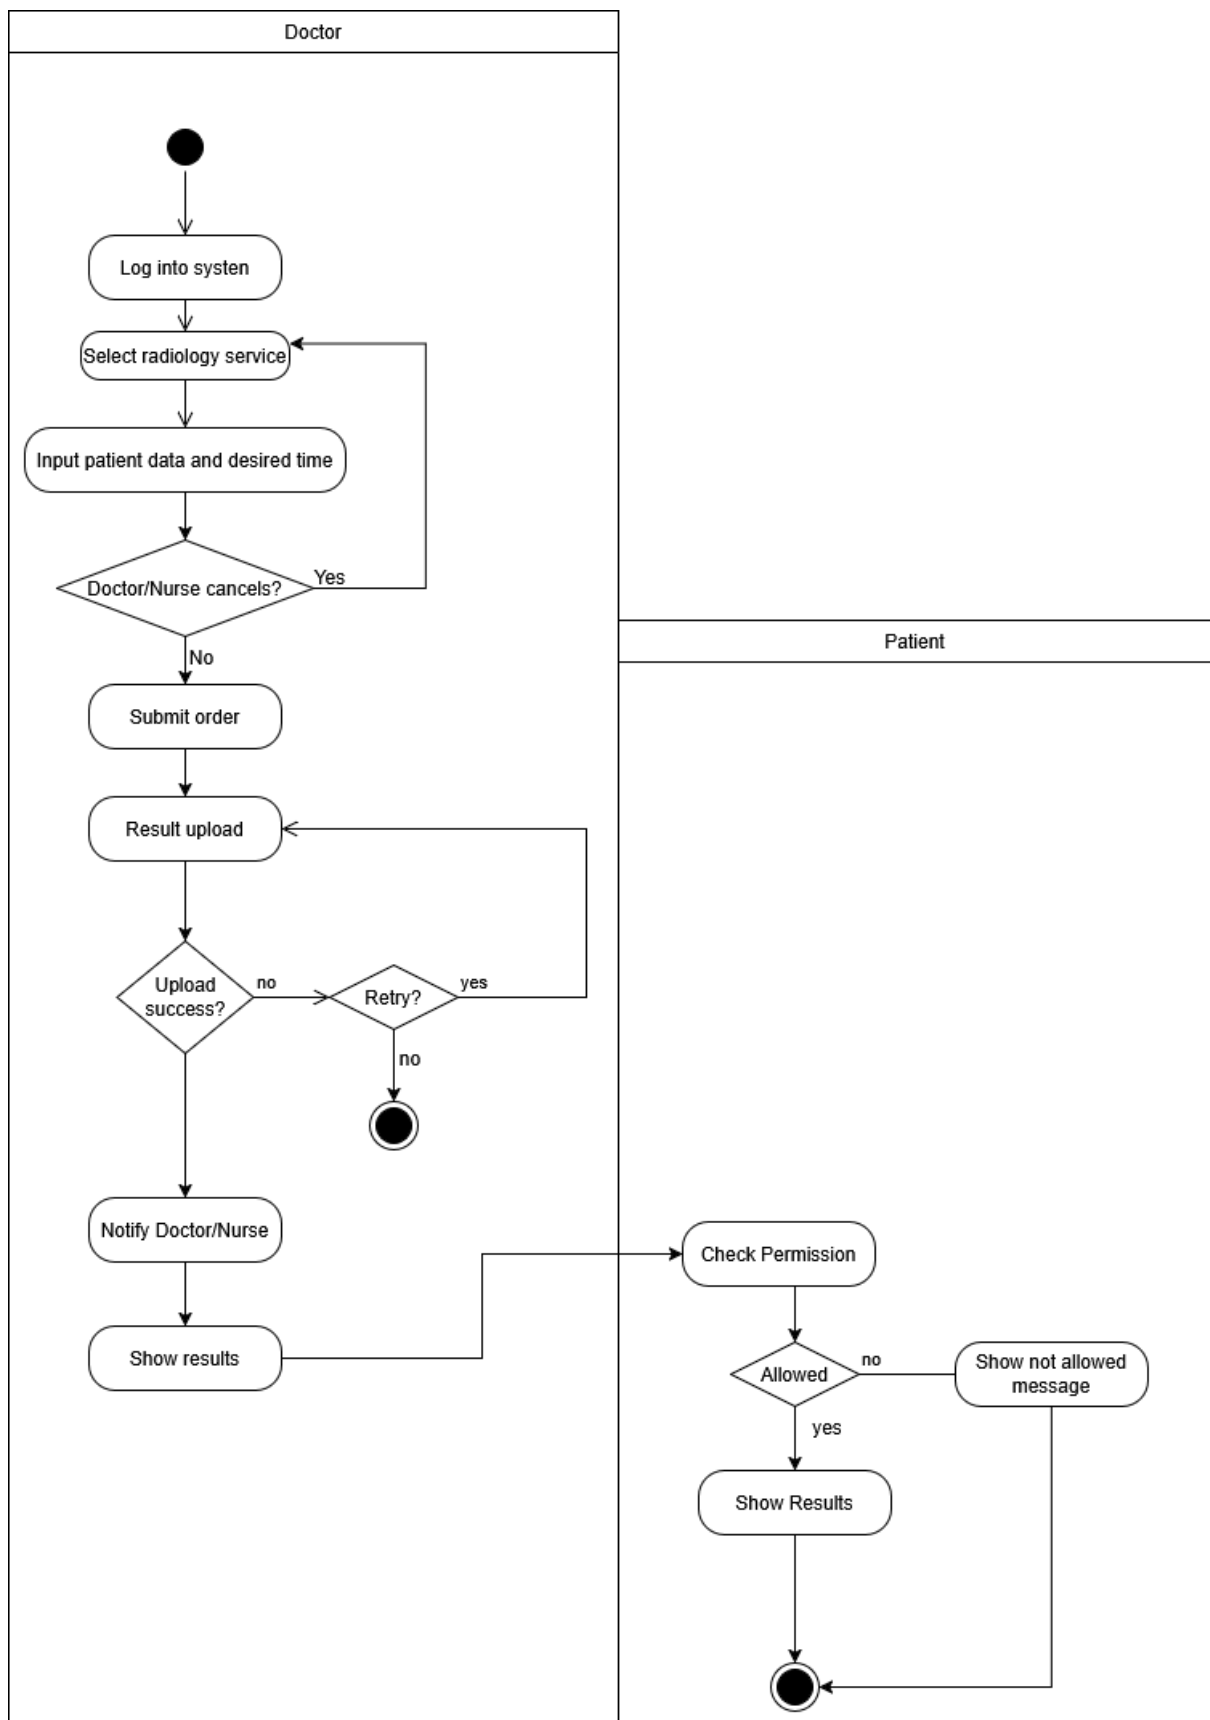 Doctor
Log into systen
Select radiology service
Input patient data and desired time
Doctor/Nurse cancels?
Yes
No
Submit order
Result upload
Upload
success?
no
Retry?
yes
no
Notify Doctor/Nurse
Show results
Patient
Check Permission
Allowed
no
Show not allowed
message
yes
Show Results